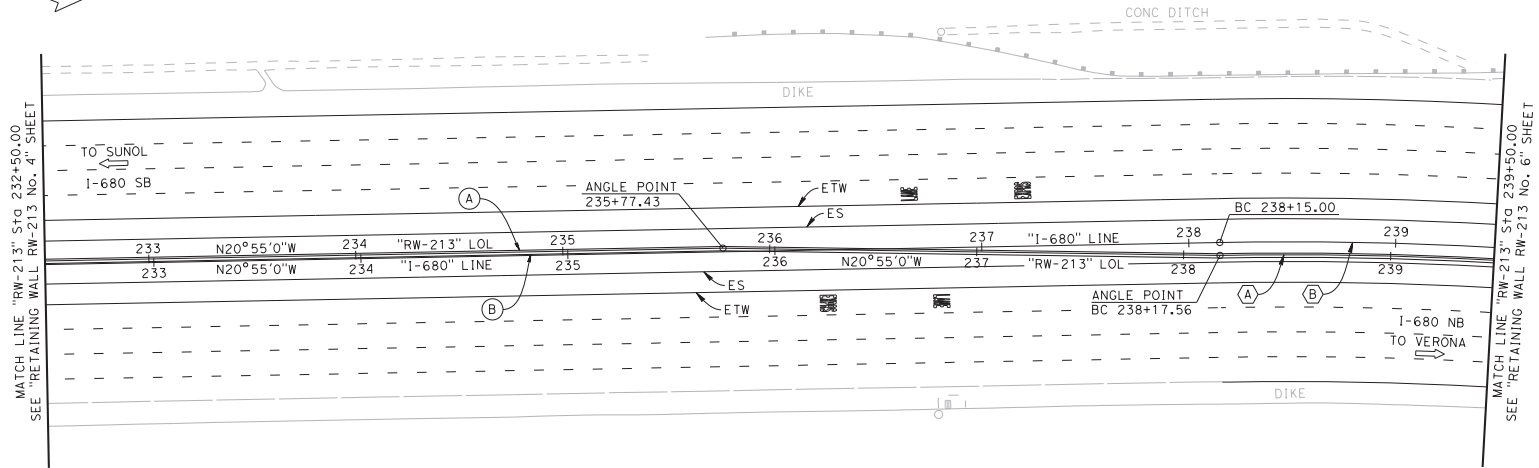 CONC DITCH
DIKE
MATCH LINE "RW-213" Sta 232+50.00
SEE "RETAINING WALL RW-213 No. 4" SHEET
TO SUNOL
I-680 SB
A
ANGLE POINT
235+77.43
ETW
ES
BC 238+15.00
233
N20°55'0"W
234
"RW-213" LOL
235
236
237
"I-680" LINE
238
239
233
N20°55'0"W
234
"I-680" LINE
235
236
N20°55'0"W
237
"RW-213" LOL
238
239
B
ES
ETW
ANGLE POINT
BC 238+17.56
A
B
I-680 NB
TO VERONA
DIKE
MATCH LINE "RW-213" Sta 239+50.00
SEE "RETAINING WALL RW-213 No. 6" SHEET